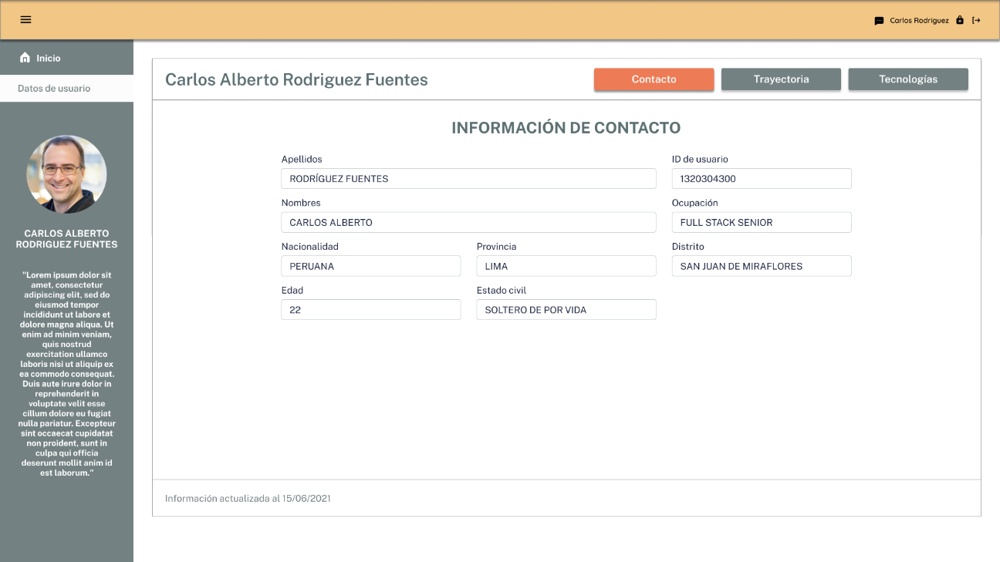 Carlos Rodriguez
Inicio
Datos de usuario
CARLOS ALBERTO
RODRIGUEZ FUENTES
"Lorem ipsum dolor sit
amet, consectetur
adipiscing elit, sed do
eiusmod tempor
incididunt ut labore et
dolore magna aliqua. Ut
enim ad minim veniam,
quis nostrud
exercitation ullamco
laboris nisi ut aliquip ex
ea commodo consequat.
Duis aute irure dolor in
reprehenderit in
voluptate velit esse
cillum dolore eu fugiat
nulla pariatur. Excepteur
sint occaecat cupidatat
non proident, sunt in
culpa qui officia
deserunt mollit anim id
est laborum."
Carlos Alberto Rodriguez Fuentes
Contacto
Trayectoria
Tecnologías
INFORMACIÓN DE CONTACTO
Apellidos
RODRÍGUEZ FUENTES
ID de usuario
1320304300
Nombres
CARLOS ALBERTO
Ocupación
FULL STACK SENIOR
Nacionalidad
PERUANA
Provincia
LIMA
Distrito
SAN JUAN DE MIRAFLORES
Edad
22
Estado civil
SOLTERO DE POR VIDA
Información actualizada al 15/06/2021